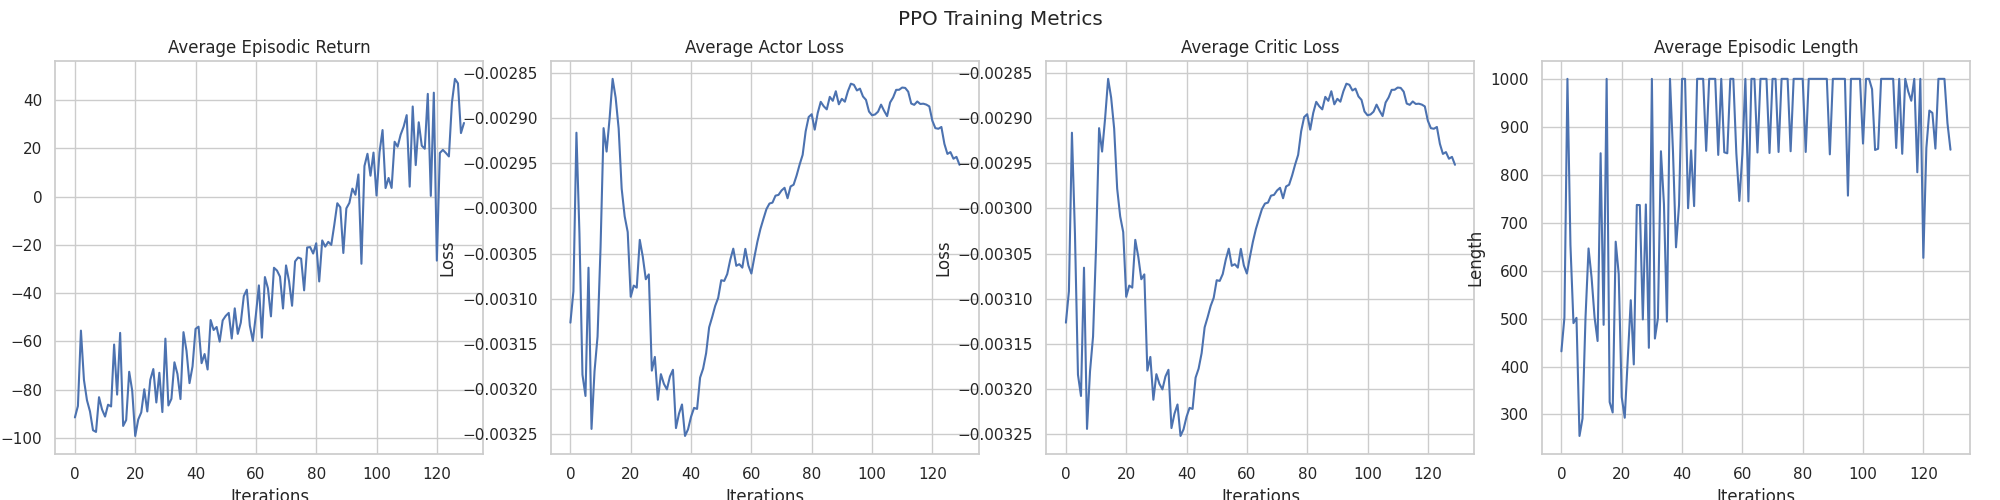 PPO Training Metrics
Average Episodic Return
40
20
0
−20
−40
−60
−80
−100
0 20 40 60 80 100 120
Iterations
Average Actor Loss
Loss
−0.00285
−0.00290
−0.00295
−0.00300
−0.00305
−0.00310
−0.00315
−0.00320
−0.00325
0 20 40 60 80 100 120
Iterations
Average Critic Loss
Loss
−0.00285
−0.00290
−0.00295
−0.00300
−0.00305
−0.00310
−0.00315
−0.00320
−0.00325
0 20 40 60 80 100 120
Iterations
Average Episodic Length
Length
1000
900
800
700
600
500
400
300
0 20 40 60 80 100 120
Iterations